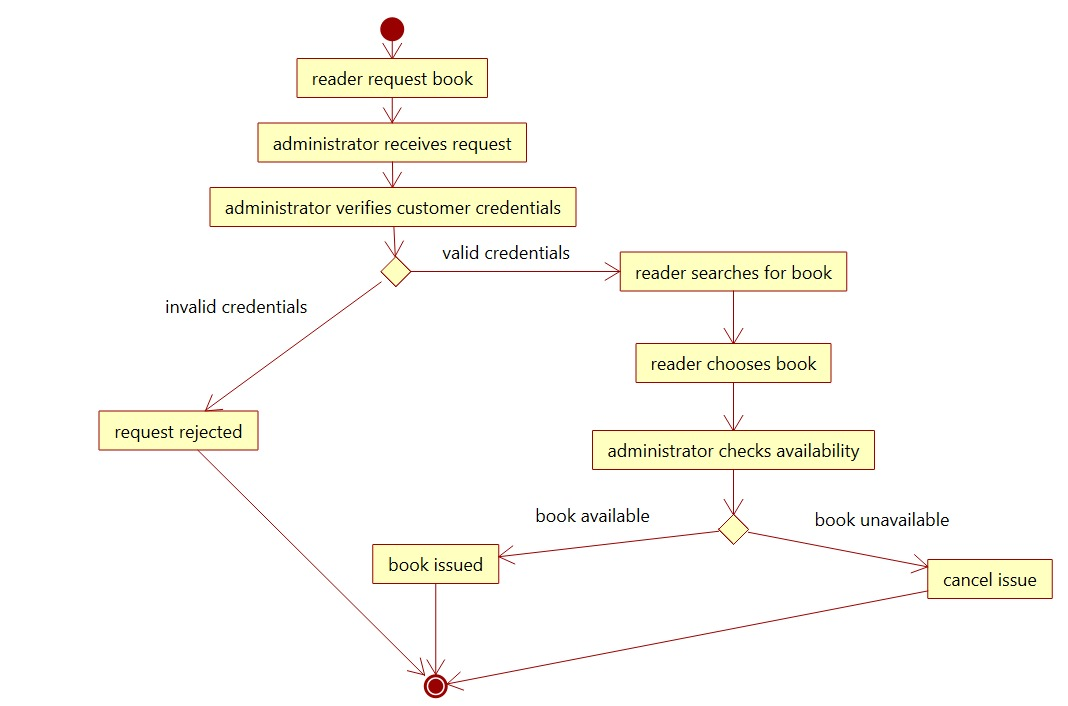 reader request book
administrator receives request
administrator verifies customer credentials
valid credentials
reader searches for book
invalid credentials
reader chooses book
request rejected
administrator checks availability
book available
book unavailable
book issued
cancel issue